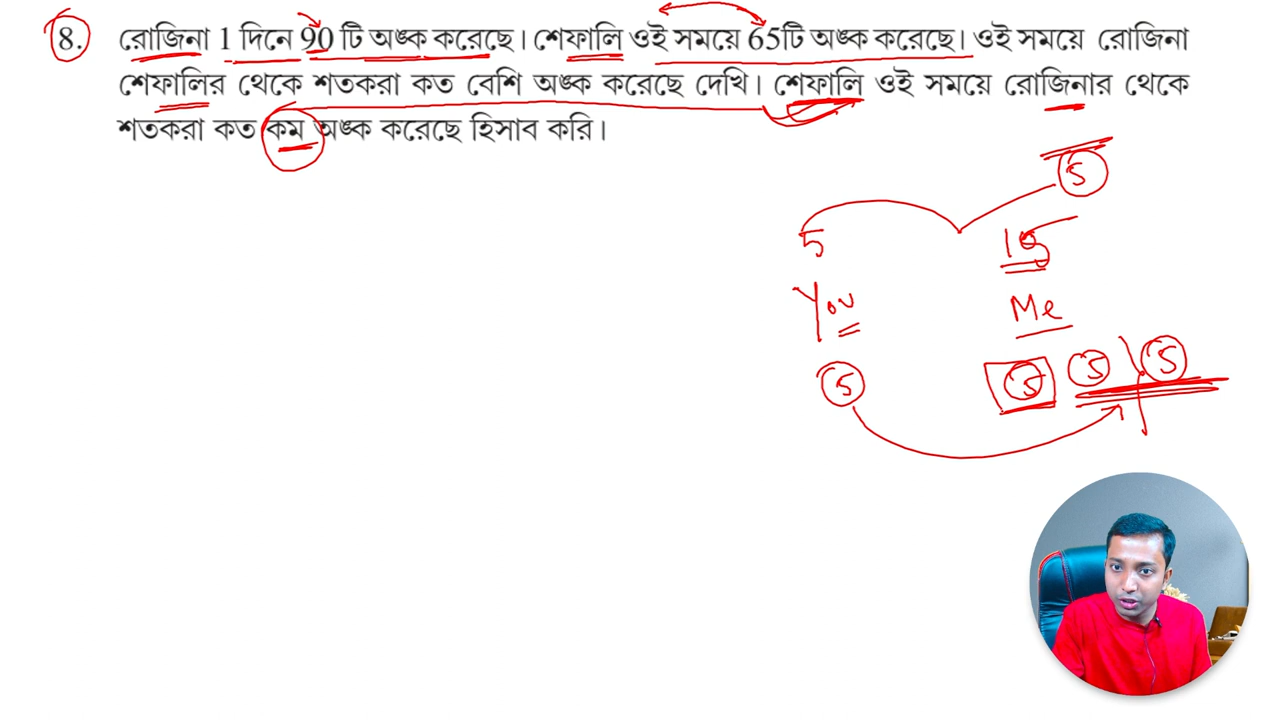 8. রোজিনা 1 দিনে 90 টি অঙ্ক করেছে। শেফালি ওই সময়ে 65টি অঙ্ক করেছে। ওই সময়ে রোজিনা
শেফালির থেকে শতকরা কত বেশি অঙ্ক করেছে দেখি। শেফালি ওই সময়ে রোজিনার থেকে
শতকরা কত কম অঙ্ক করেছে হিসাব করি।
5
5 15
You Me
5 5 5 5